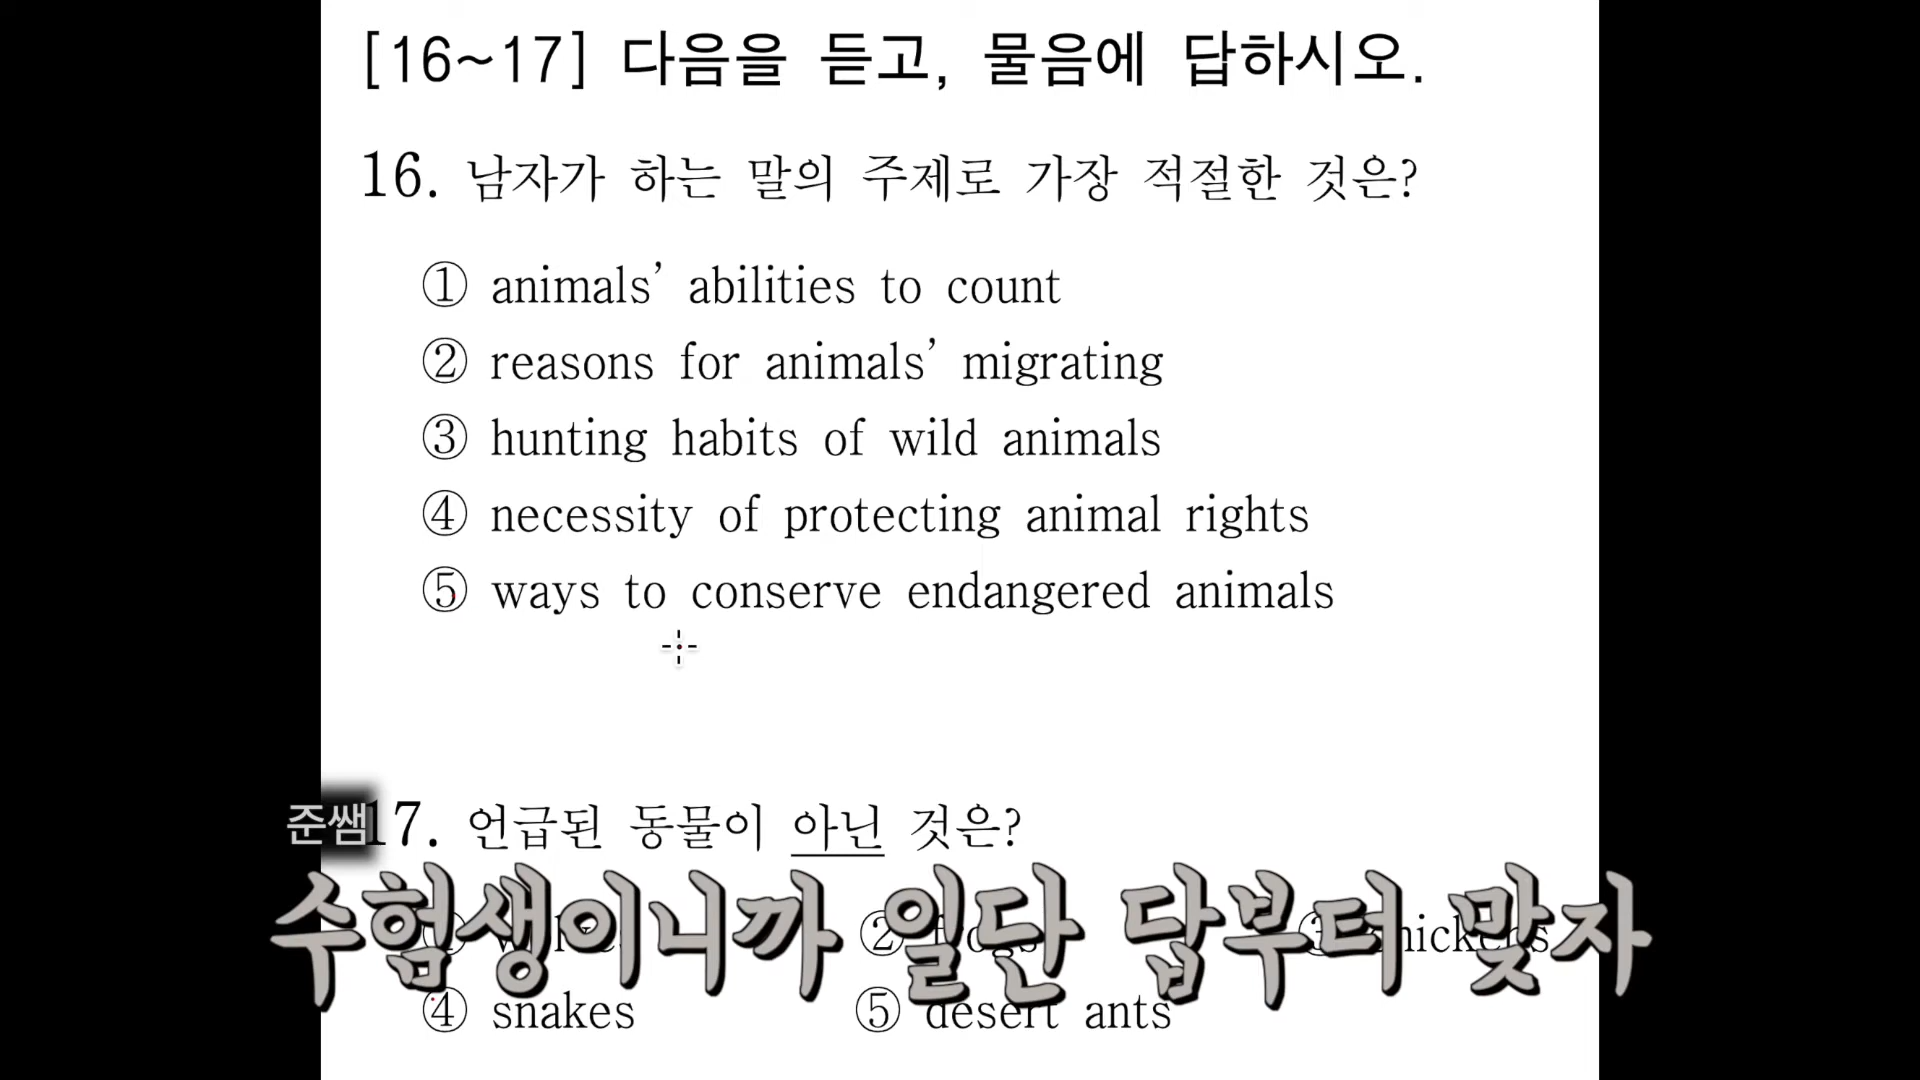 [16~17] 다음을 듣고, 물음에 답하시오.
16. 남자가 하는 말의 주제로 가장 적절한 것은?
① animals’ abilities to count
② reasons for animals’ migrating
③ hunting habits of wild animals
④ necessity of protecting animal rights
⑤ ways to conserve endangered animals
준쌤
17. 언급된 동물이 아닌 것은?
수험생이니까 일단 답부터 맞자
② frogs ③ chickens
④ snakes ⑤ desert ants